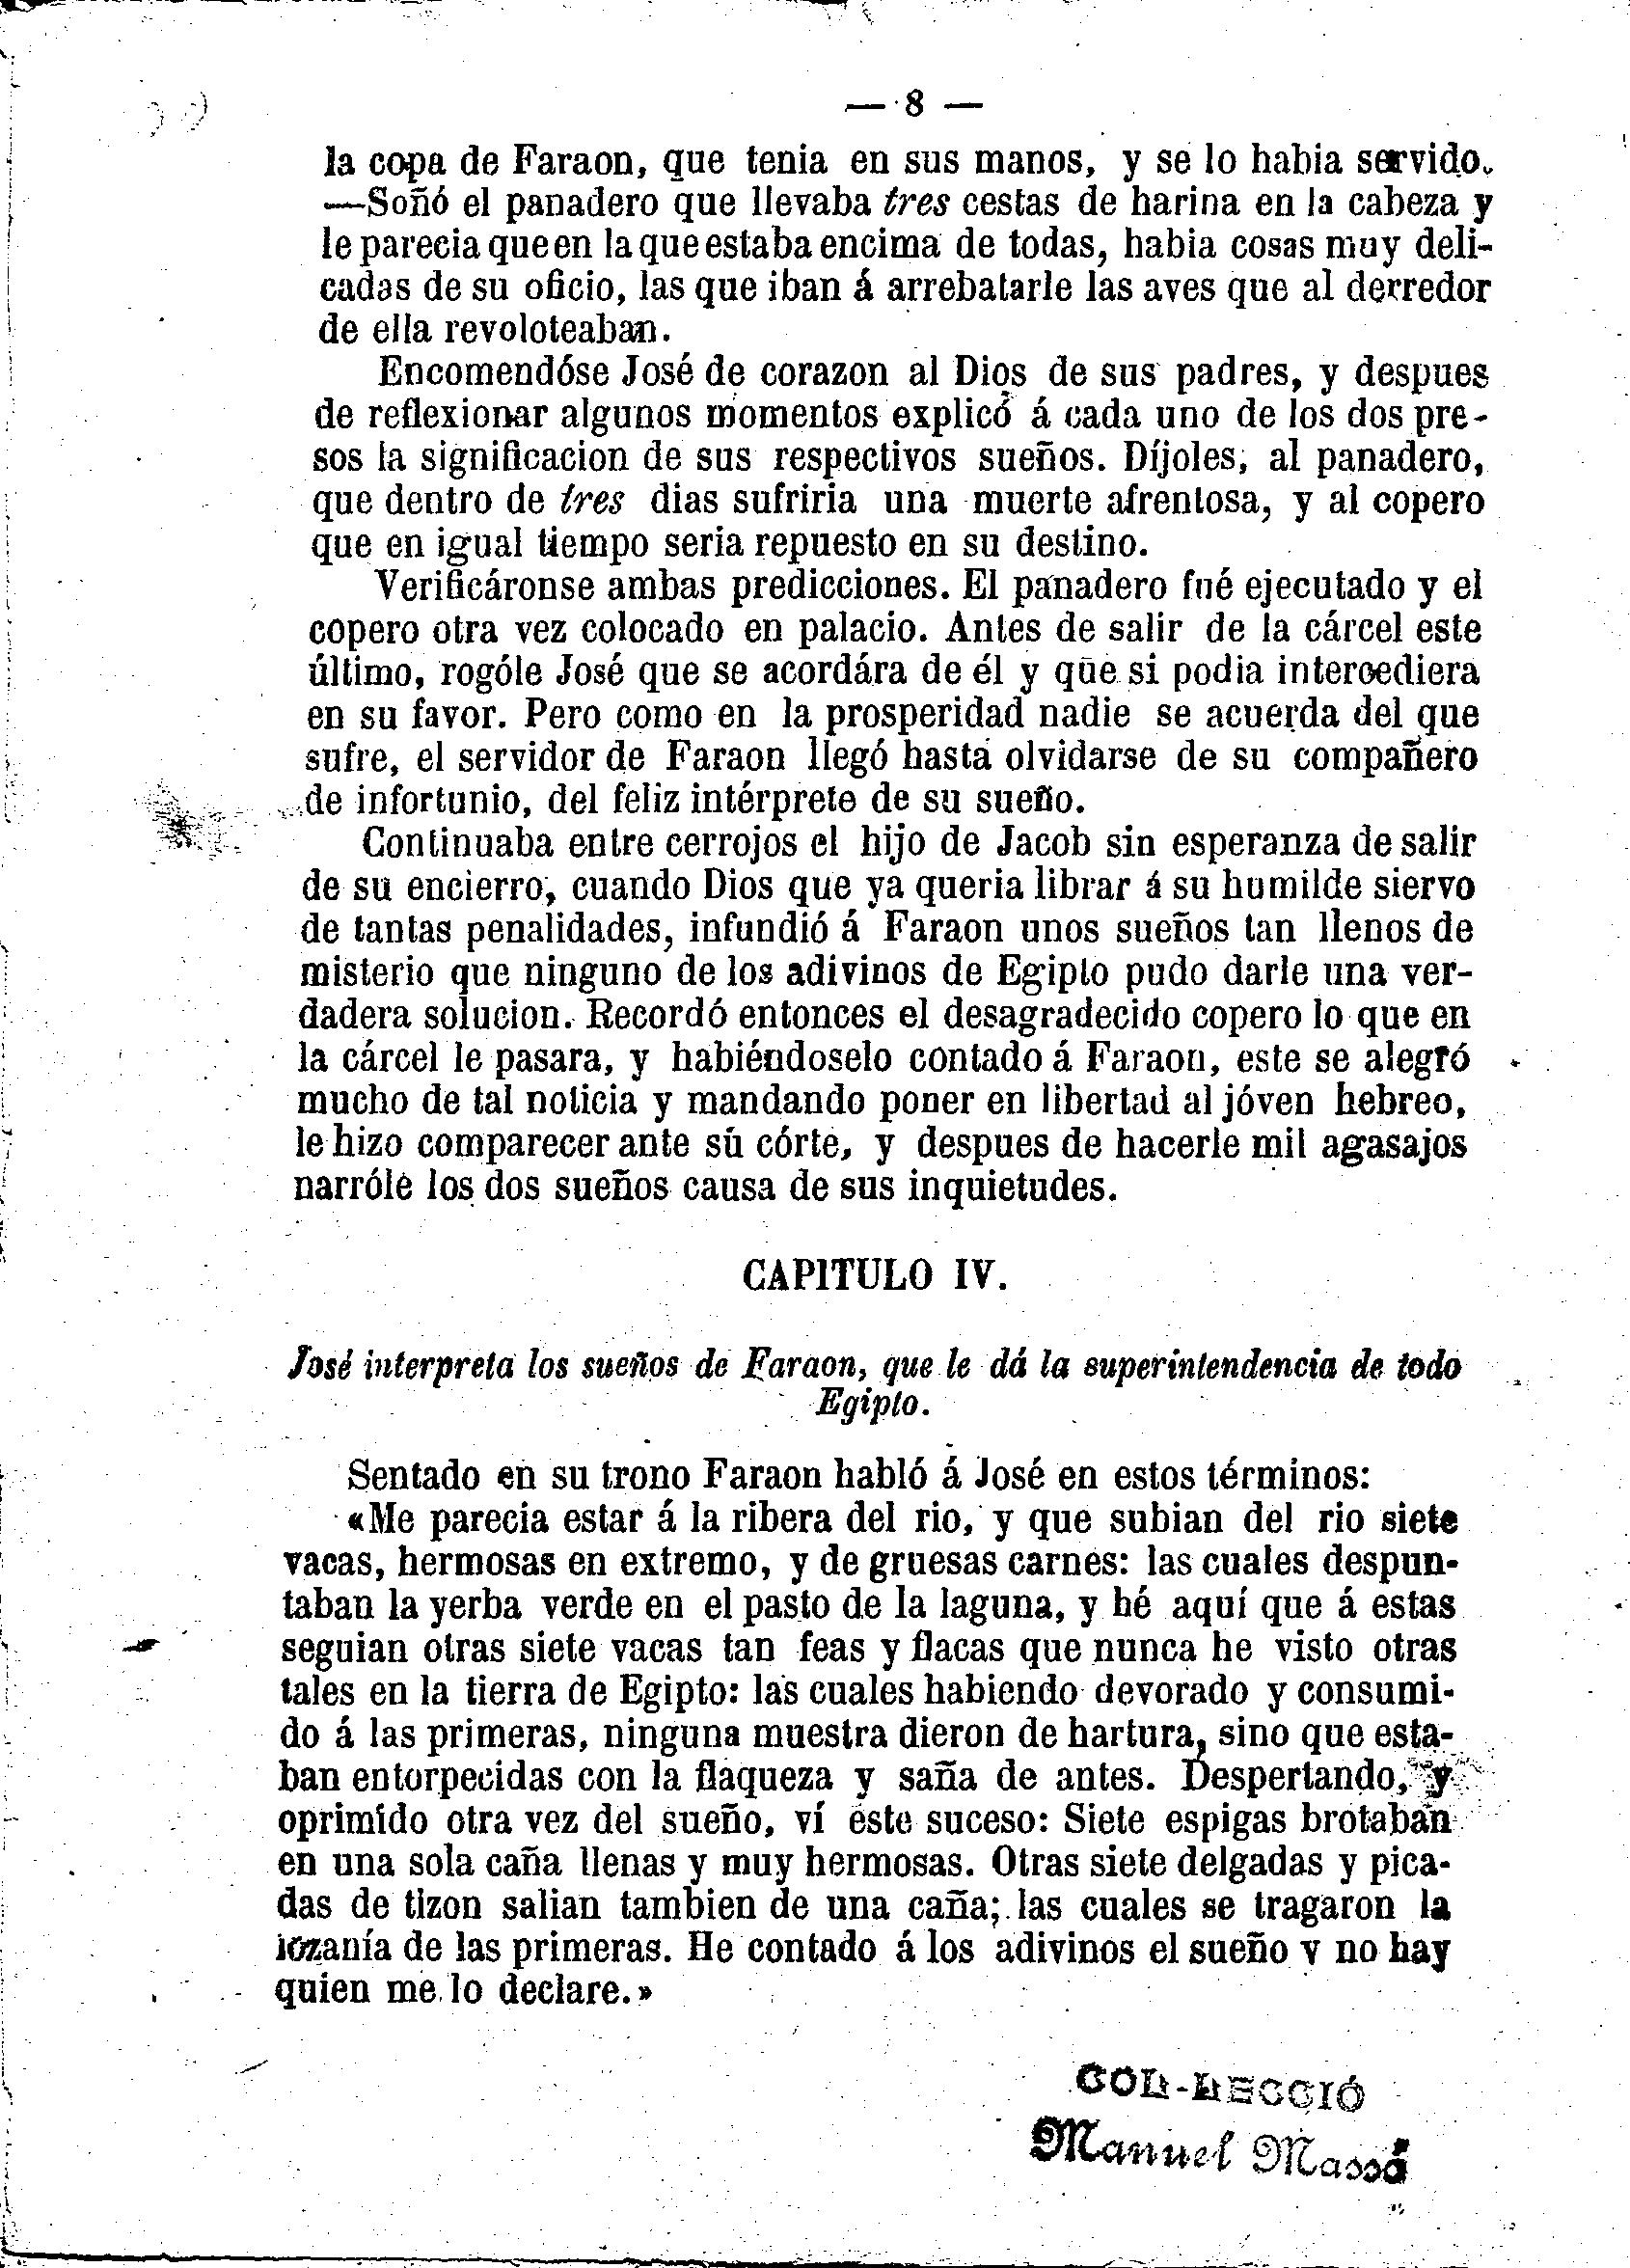 — 8 —
la copa de Faraon, que tenia en sus manos, y se lo habia servido.
—Soñó el panadero que llevaba tres cestas de harina en la cabeza y
le parecia que en la que estaba encima de todas, habia cosas muy deli-
cadas de su oficio, las que iban á arrebatarle las aves que al derredor
de ella revoloteaban.
Encomendóse José de corazon al Dios de sus padres, y despues
de reflexionar algunos momentos explicó á cada uno de los dos pre-
sos la significacion de sus respectivos sueños. Díjoles, al panadero,
que dentro de tres dias sufriria una muerte afrentosa, y al copero
que en igual tiempo seria repuesto en su destino.
Verificáronse ambas predicciones. El panadero fué ejecutado y el
copero otra vez colocado en palacio. Antes de salir de la cárcel este
último, rogóle José que se acordára de él y que si podia intercediera
en su favor. Pero como en la prosperidad nadie se acuerda del que
sufre, el servidor de Faraon llegó hasta olvidarse de su compañero
de infortunio, del feliz intérprete de su sueño.
Continuaba entre cerrojos el hijo de Jacob sin esperanza de salir
de su encierro, cuando Dios que ya queria librar á su humilde siervo
de tantas penalidades, infundió á Faraon unos sueños tan llenos de
misterio que ninguno de los adivinos de Egipto pudo darle una ver-
dadera solucion. Recordó entonces el desagradecido copero lo que en
la cárcel le pasara, y habiéndoselo contado á Faraon, este se alegró
mucho de tal noticia y mandando poner en libertad al jóven hebreo,
le hizo comparecer ante su córte, y despues de hacerle mil agasajos
narróle los dos sueños causa de sus inquietudes.
CAPITULO IV.
José interpreta los sueños de Faraon, que le dá la superintendencia de todo
Egipto.
Sentado en su trono Faraon habló á José en estos términos:
«Me parecia estar á la ribera del rio, y que subian del rio siete
vacas, hermosas en extremo, y de gruesas carnes: las cuales despun-
taban la yerba verde en el pasto de la laguna, y hé aquí que á estas
seguian otras siete vacas tan feas y flacas que nunca he visto otras
tales en la tierra de Egipto: las cuales habiendo devorado y consumi-
do á las primeras, ninguna muestra dieron de hartura, sino que esta-
ban entorpecidas con la flaqueza y saña de antes. Despertando, y
oprimido otra vez del sueño, ví este suceso: Siete espigas brotaban
en una sola caña llenas y muy hermosas. Otras siete delgadas y pica-
das de tizon salian tambien de una caña; las cuales se tragaron la
lozanía de las primeras. He contado á los adivinos el sueño y no hay
quien me lo declare.»
COL-LECCIÓ
Manuel Massó